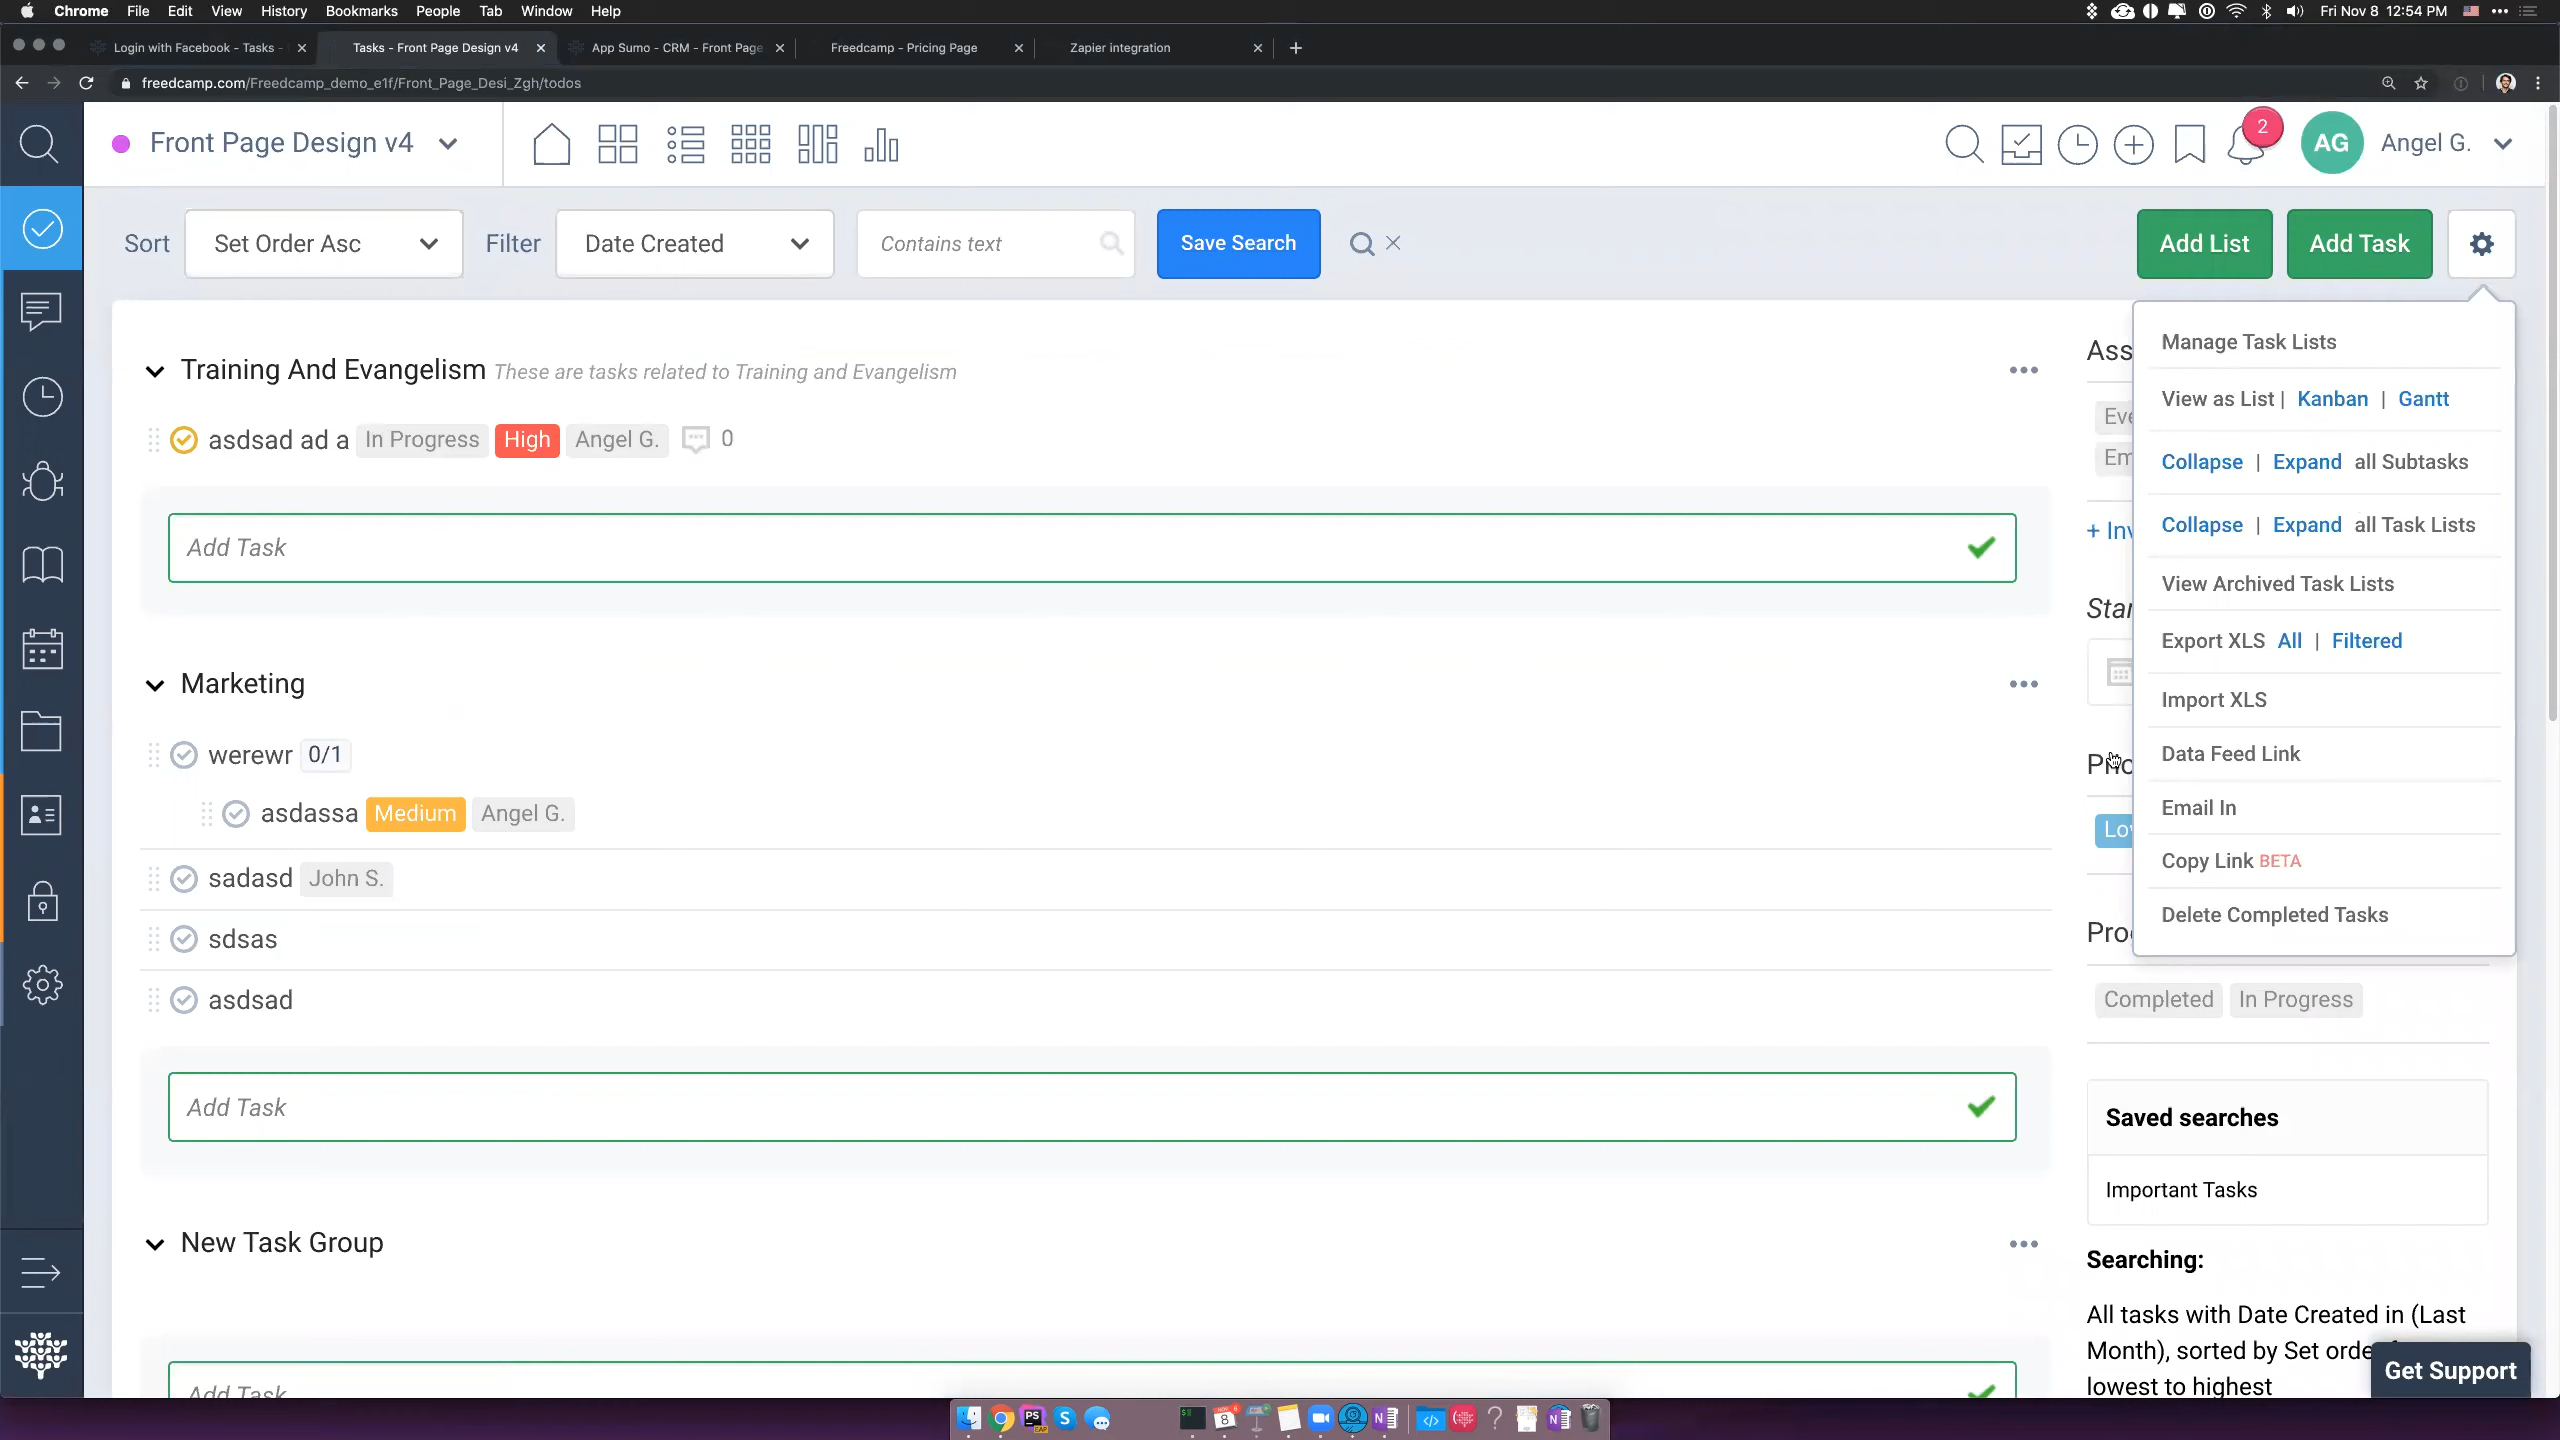 Chrome File Edit View History Bookmarks People Tab Window Help Fri Nov 8 12:54 PM
Login with Facebook - Tasks - Tasks - Front Page Design v4 App Sumo - CRM - Front Page Freedcamp - Pricing Page Zapier integration
freedcamp.com/Freedcamp_demo_e1f/Front_Page_Desi_Zgh/todos
Front Page Design v4 2 AG Angel G.
Sort Set Order Asc Filter Date Created Contains text Save Search Add List Add Task
Training And Evangelism These are tasks related to Training and Evangelism
asdsad ad a In Progress High Angel G. 0
Add Task
Marketing
werewr 0/1
asdassa Medium Angel G.
sadasd John S.
sdsas
asdsad
Add Task
New Task Group
Add Task
Manage Task Lists
View as List | Kanban | Gantt
Collapse | Expand all Subtasks
Collapse | Expand all Task Lists
View Archived Task Lists
Export XLS All | Filtered
Import XLS
Data Feed Link
Email In
Copy Link BETA
Delete Completed Tasks
Completed In Progress
Saved searches
Important Tasks
Searching:
All tasks with Date Created in (Last
Month), sorted by Set
lowest to highest
Get Support